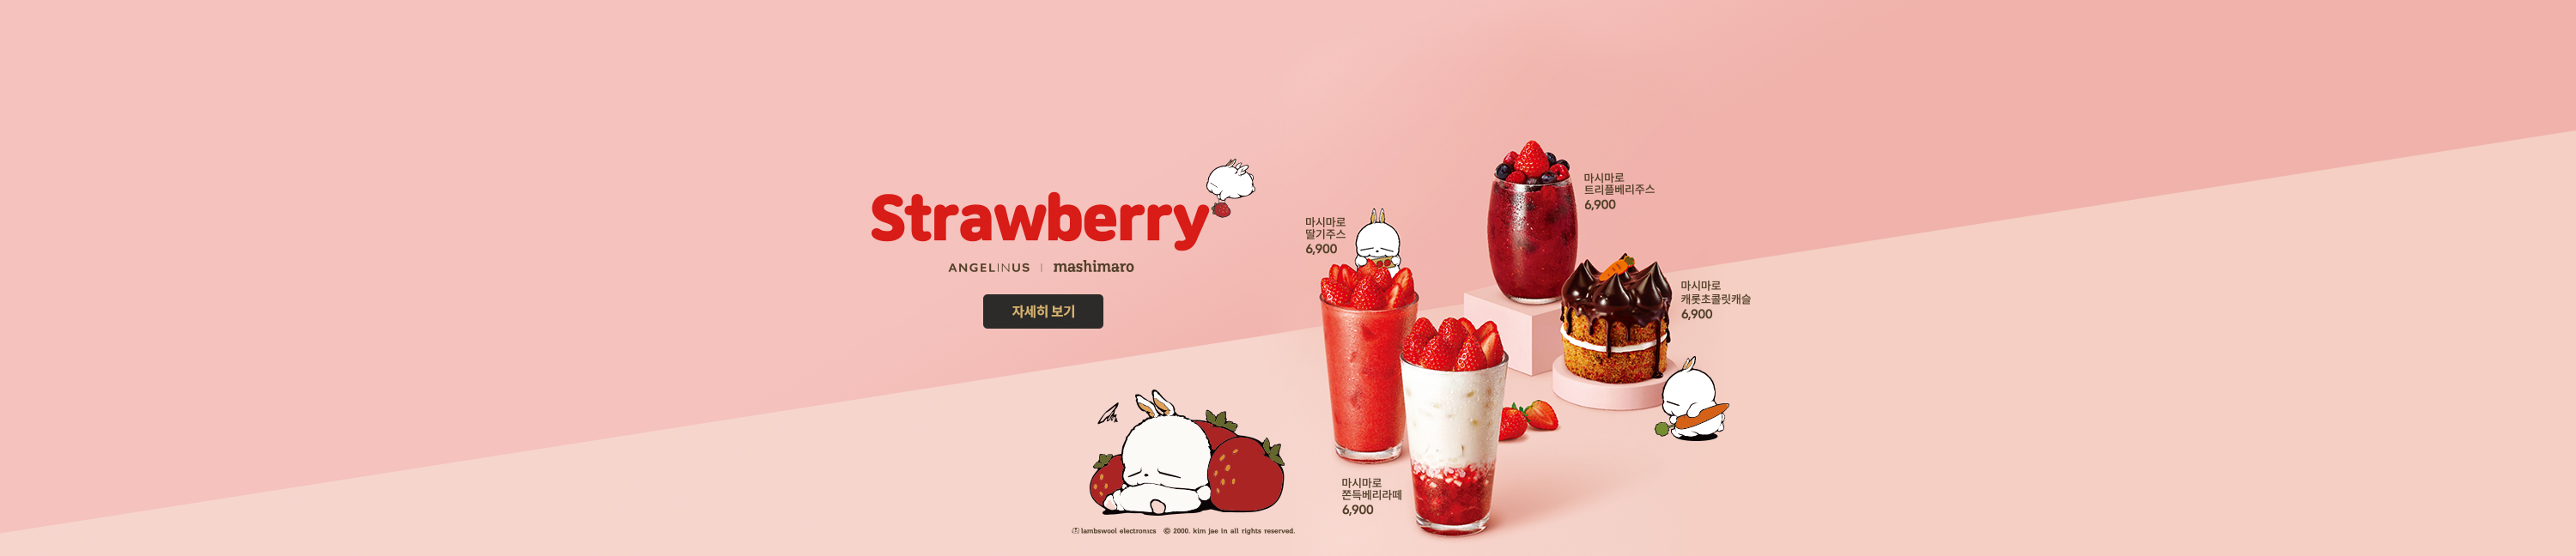 Strawberry
ANGELINUS | mashimaro
자세히 보기
마시마로
딸기주스
6,900
마시마로
트리플베리주스
6,900
마시마로
캐롯초콜릿캐슬
6,900
마시마로
쫀득베리라떼
6,900
lambswool electronics © 2000. kim jae in all rights reserved.